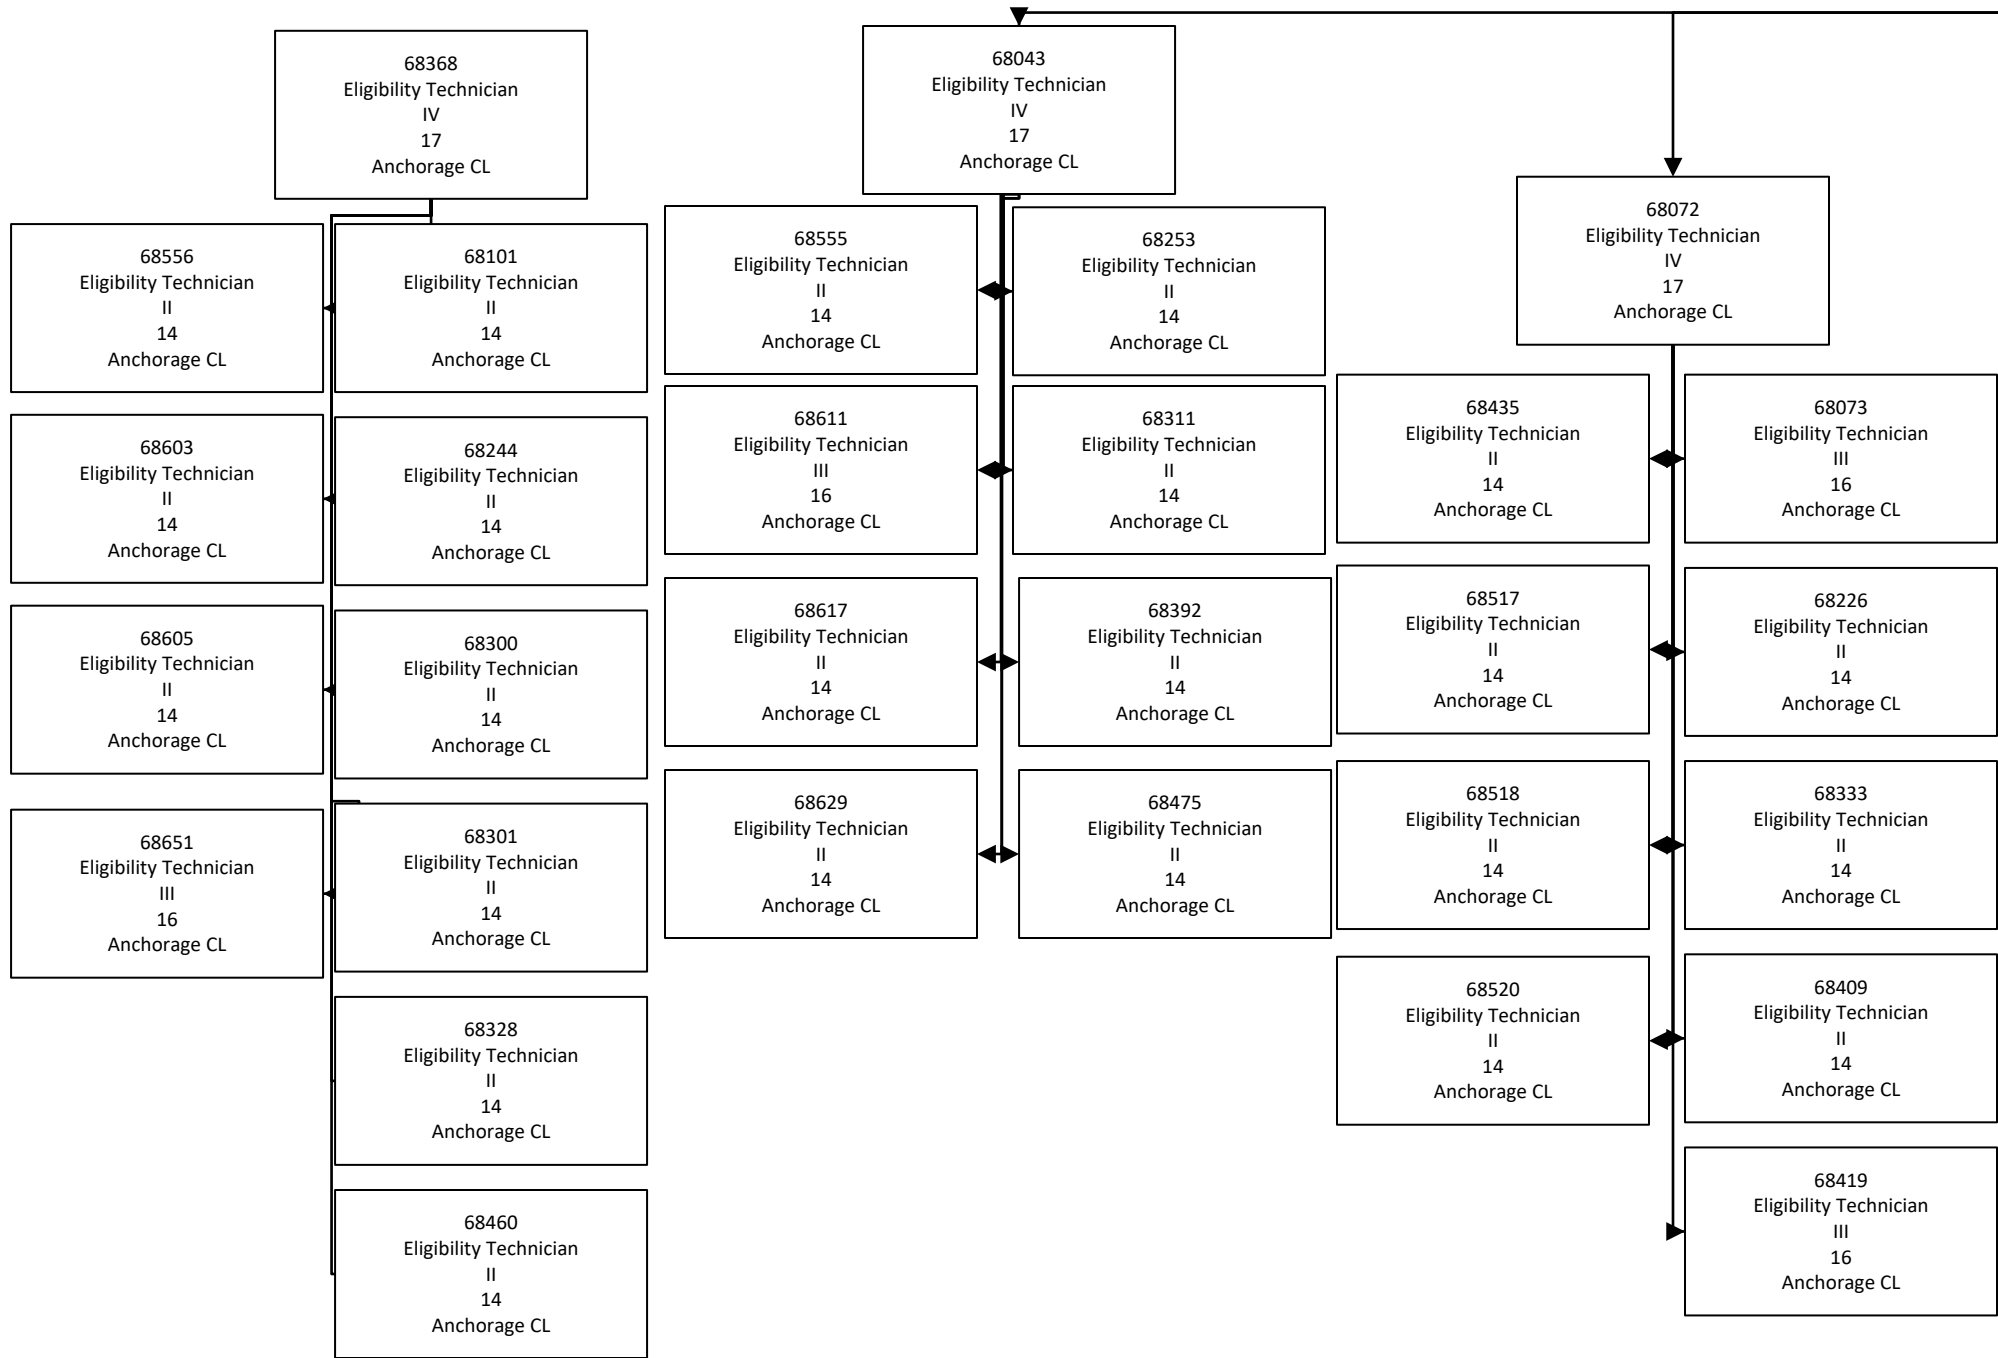 68368
Eligibility Technician
IV
17
Anchorage CL
68043
Eligibility Technician
IV
17
Anchorage CL
68072
Eligibility Technician
IV
17
Anchorage CL
68556
Eligibility Technician
II
14
Anchorage CL
68101
Eligibility Technician
II
14
Anchorage CL
68603
Eligibility Technician
II
14
Anchorage CL
68244
Eligibility Technician
II
14
Anchorage CL
68605
Eligibility Technician
II
14
Anchorage CL
68300
Eligibility Technician
II
14
Anchorage CL
68651
Eligibility Technician
III
16
Anchorage CL
68301
Eligibility Technician
II
14
Anchorage CL
68328
Eligibility Technician
II
14
Anchorage CL
68460
Eligibility Technician
II
14
Anchorage CL
68555
Eligibility Technician
II
14
Anchorage CL
68253
Eligibility Technician
II
14
Anchorage CL
68611
Eligibility Technician
III
16
Anchorage CL
68311
Eligibility Technician
II
14
Anchorage CL
68617
Eligibility Technician
II
14
Anchorage CL
68392
Eligibility Technician
II
14
Anchorage CL
68629
Eligibility Technician
II
14
Anchorage CL
68475
Eligibility Technician
II
14
Anchorage CL
68435
Eligibility Technician
II
14
Anchorage CL
68073
Eligibility Technician
III
16
Anchorage CL
68517
Eligibility Technician
II
14
Anchorage CL
68226
Eligibility Technician
II
14
Anchorage CL
68518
Eligibility Technician
II
14
Anchorage CL
68333
Eligibility Technician
II
14
Anchorage CL
68520
Eligibility Technician
II
14
Anchorage CL
68409
Eligibility Technician
II
14
Anchorage CL
68419
Eligibility Technician
III
16
Anchorage CL